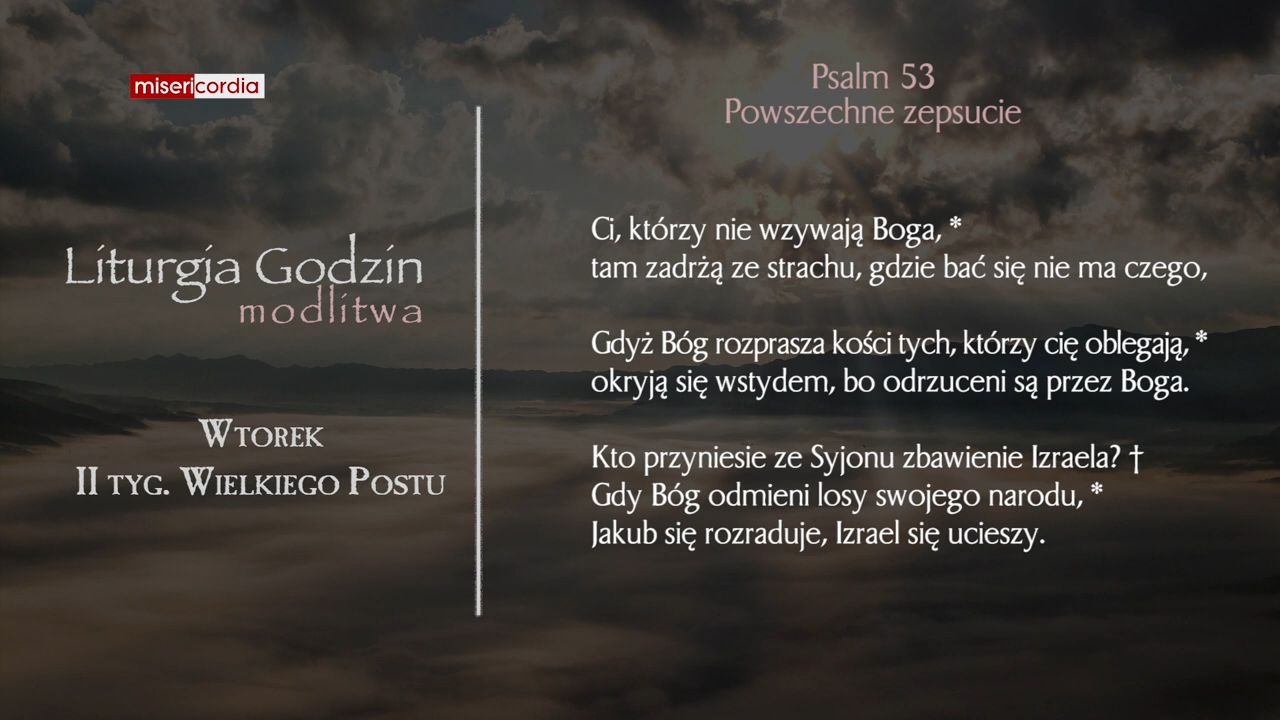 misericordia
Liturgia Godzin
modlitwa
Wtorek
II tyg. Wielkiego Postu
Psalm 53
Powszechne zepsucie
Ci, którzy nie wzywają Boga, *
tam zadrżą ze strachu, gdzie bać się nie ma czego,
Gdyż Bóg rozprasza kości tych, którzy cię oblegają, *
okryją się wstydem, bo odrzuceni są przez Boga.
Kto przyniesie ze Syjonu zbawienie Izraela? †
Gdy Bóg odmieni losy swojego narodu, *
Jakub się rozraduje, Izrael się ucieszy.